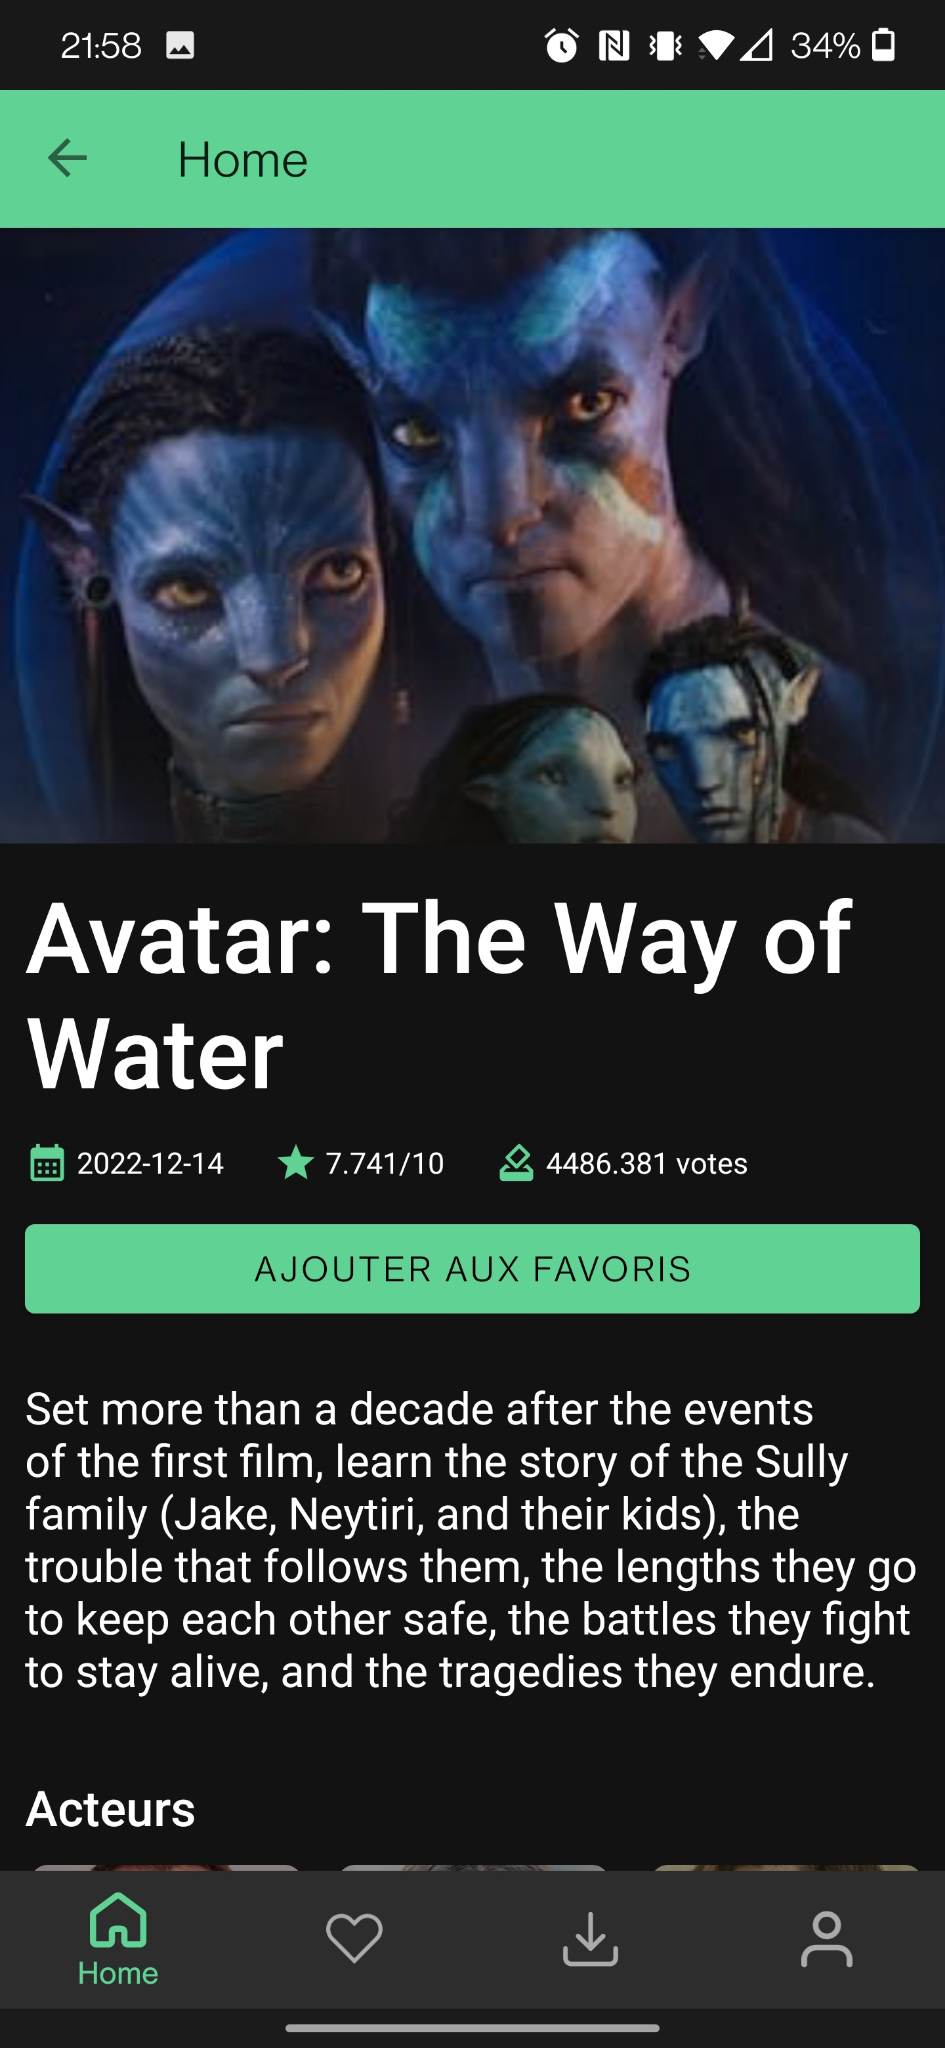 21:58
34%
Home
Avatar: The Way of
Water
2022-12-14
7.741/10
4486.381 votes
AJOUTER AUX FAVORIS
Set more than a decade after the events
of the first film, learn the story of the Sully
family (Jake, Neytiri, and their kids), the
trouble that follows them, the lengths they go
to keep each other safe, the battles they fight
to stay alive, and the tragedies they endure.
Acteurs
Home